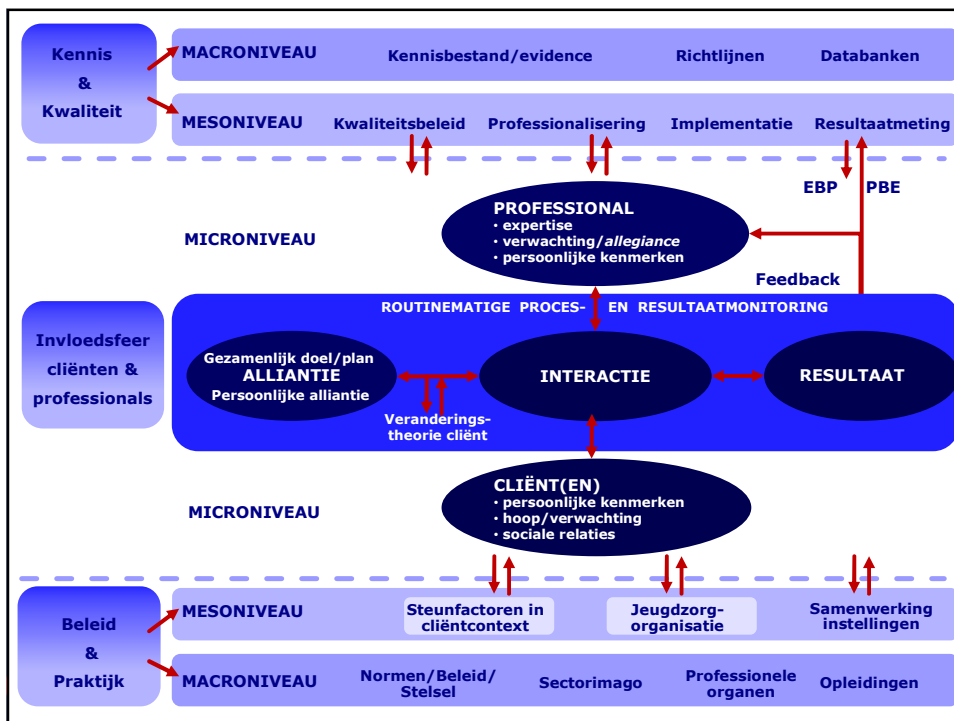 Kennis
&
Kwaliteit
MACRONIVEAU
Kennisbestand/evidence
Richtlijnen
Databanken
MESONIVEAU
Kwaliteitsbeleid
Professionalisering
Implementatie
Resultaatmeting
EBP
PBE
MICRONIVEAU
PROFESSIONAL
• expertise
• verwachting/allegiance
• persoonlijke kenmerken
Feedback
Invloedsfeer
cliënten &
professionals
ROUTINEMATIGE PROCES- EN RESULTAATMONITORING
Gezamenlijk doel/plan
ALLIANTIE
Persoonlijke alliantie
INTERACTIE
RESULTAAT
Veranderings-
theorie cliënt
MICRONIVEAU
CLIËNT(EN)
• persoonlijke kenmerken
• hoop/verwachting
• sociale relaties
Beleid
&
Praktijk
MESONIVEAU
Steunfactoren in
cliëntcontext
Jeugdzorg-
organisatie
Samenwerking
instellingen
MACRONIVEAU
Normen/Beleid/
Stelsel
Sectorimago
Professionele
organen
Opleidingen